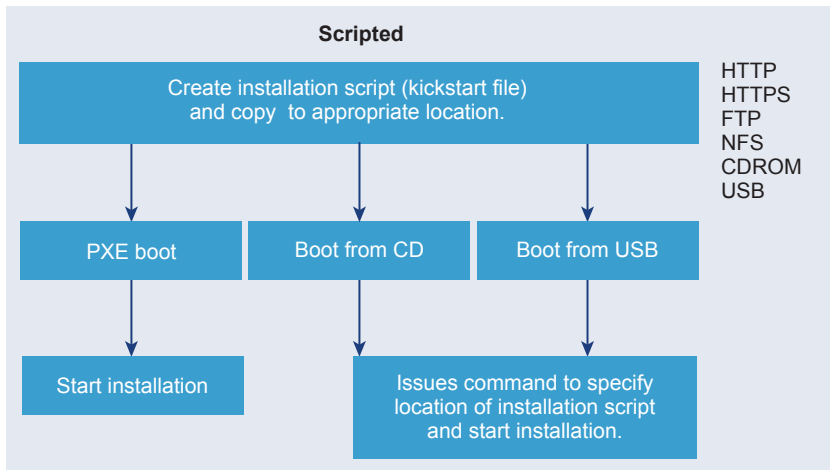 Scripted
Create installation script (kickstart file)
and copy to appropriate location.
HTTP
HTTPS
FTP
NFS
CDROM
USB
PXE boot
Boot from CD
Boot from USB
Start installation
Issues command to specify
location of installation script
and start installation.